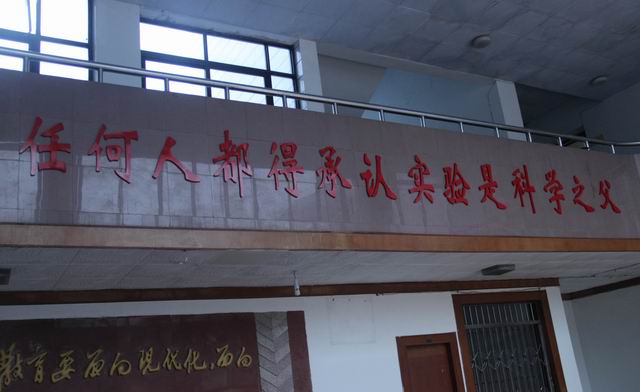 任何人都得承认实验是科学之父
教育要面向现代化，面向